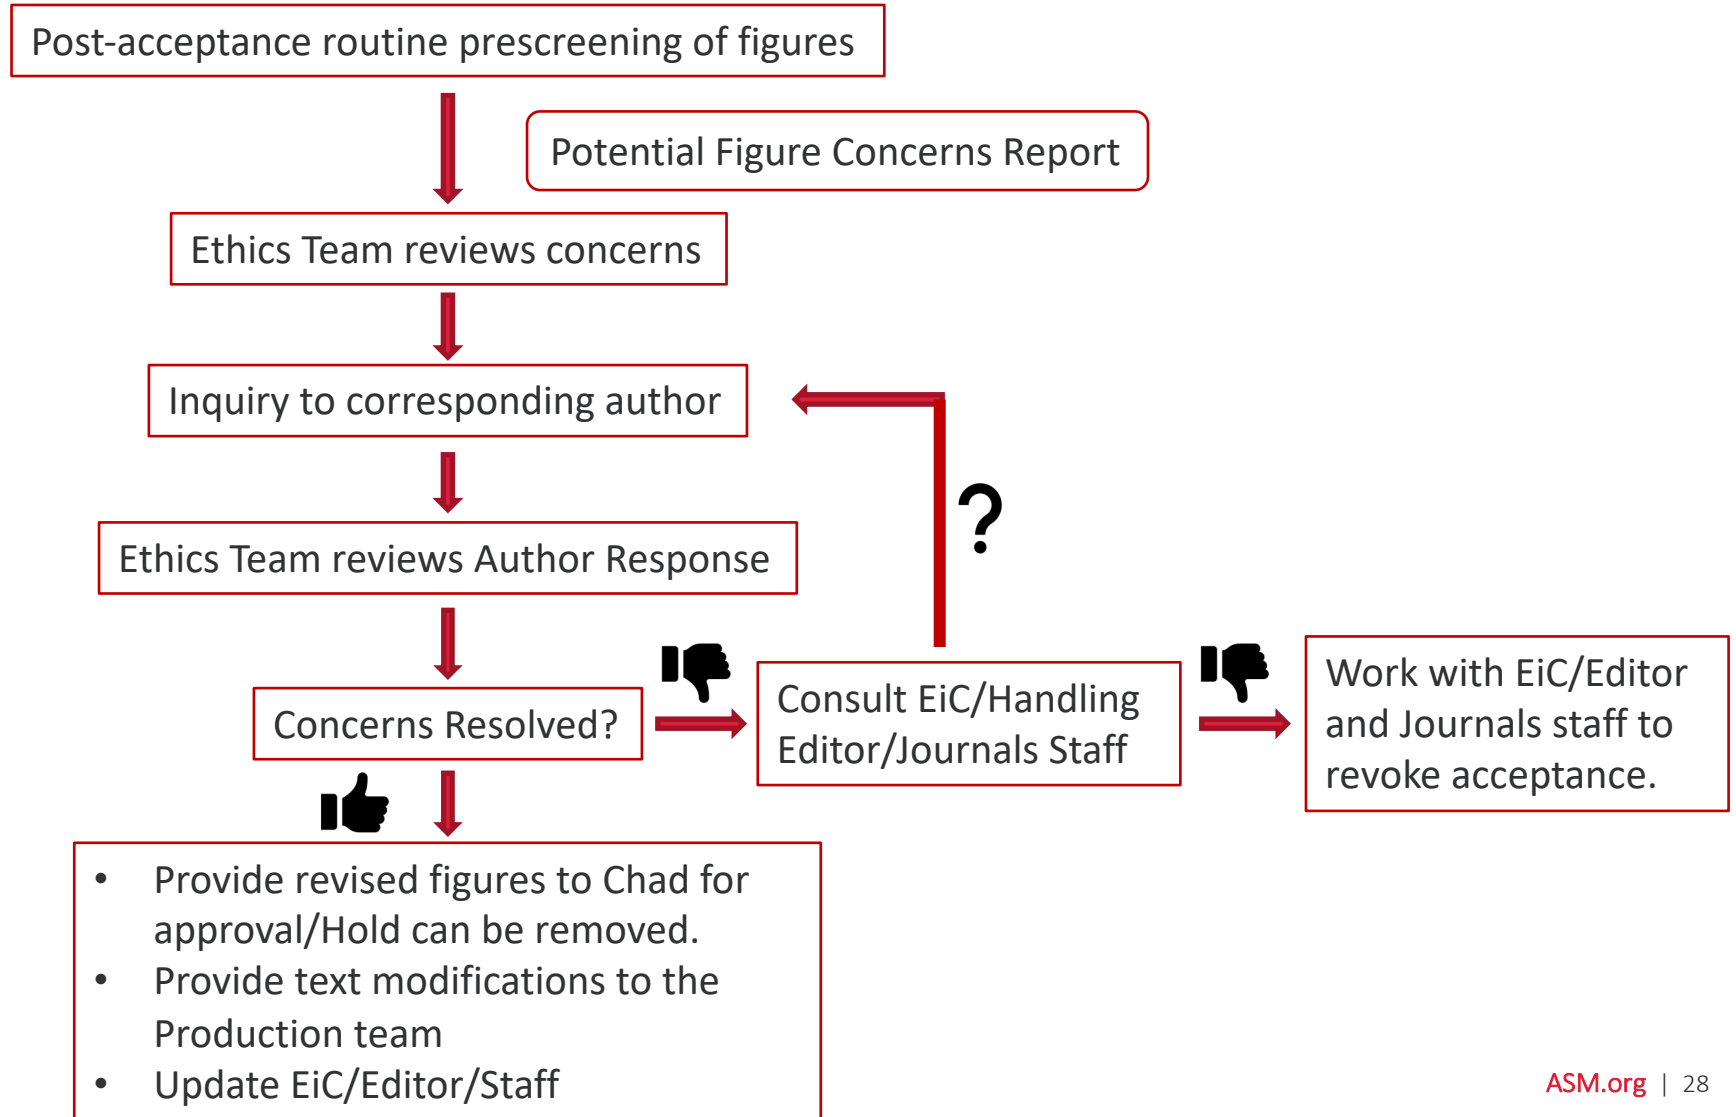 Post-acceptance routine prescreening of figures
Potential Figure Concerns Report
Ethics Team reviews concerns
Inquiry to corresponding author
?
Ethics Team reviews Author Response
Concerns Resolved?
Consult EiC/Handling
Editor/Journals Staff
Work with EiC/Editor
and Journals staff to
revoke acceptance.
• Provide revised figures to Chad for
approval/Hold can be removed.
• Provide text modifications to the
Production team
• Update EiC/Editor/Staff
ASM.org | 28